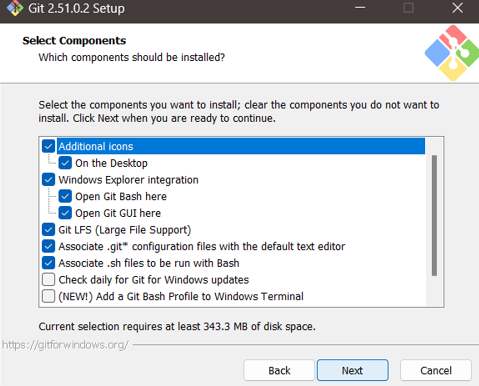 Git 2.51.0.2 Setup
Select Components
Which components should be installed?
Select the components you want to install; clear the components you do not want to
install. Click Next when you are ready to continue.
Additional icons
On the Desktop
Windows Explorer integration
Open Git Bash here
Open Git GUI here
Git LFS (Large File Support)
Associate .git* configuration files with the default text editor
Associate .sh files to be run with Bash
Check daily for Git for Windows updates
(NEW!) Add a Git Bash Profile to Windows Terminal
Current selection requires at least 343.3 MB of disk space.
https://gitforwindows.org/
Back Next Cancel